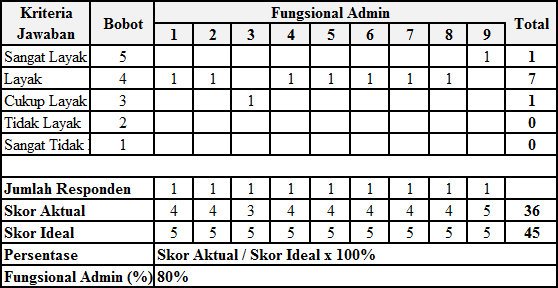 Kriteria Jawaban Bobot Fungsional Admin Total
1 2 3 4 5 6 7 8 9
Sangat Layak 5 1 1
Layak 4 1 1 1 1 1 1 1 7
Cukup Layak 3 1 1
Tidak Layak 2 0
Sangat Tidak 1 0
Jumlah Responden 1 1 1 1 1 1 1 1 1
Skor Aktual 4 4 3 4 4 4 4 4 5 36
Skor Ideal 5 5 5 5 5 5 5 5 5 45
Persentase Skor Aktual / Skor Ideal x 100%
Fungsional Admin (%) 80%